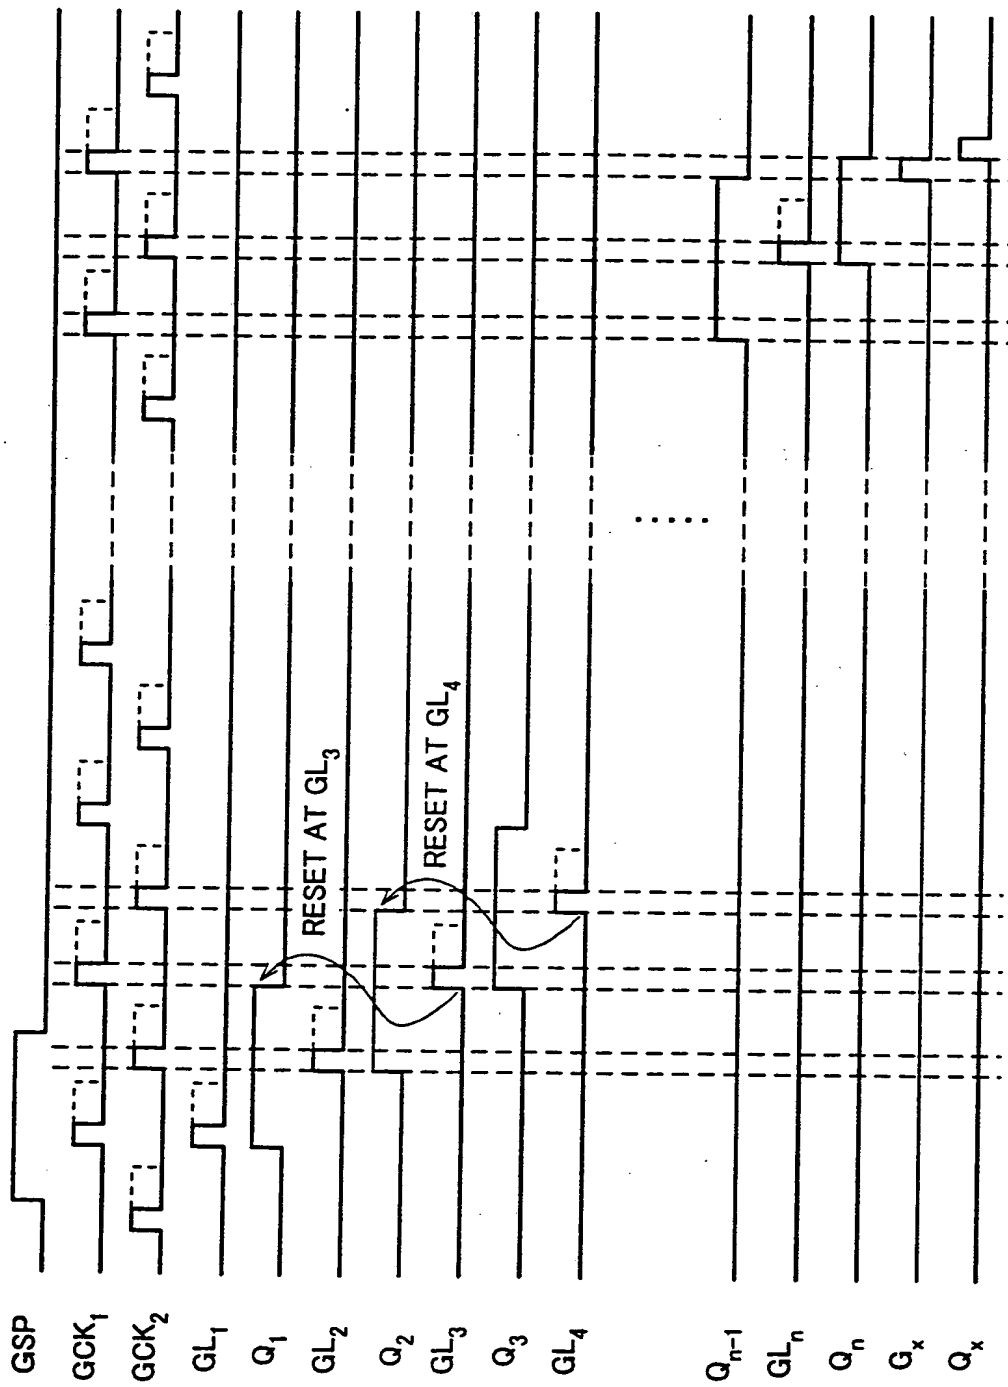 GSP
GCK₁
GCK₂
GL₁
Q₁
GL₂
Q₂
GL₃
Q₃
GL₄
Qₙ₋₁
GLₙ
Qₙ
Gₓ
Qₓ
RESET AT GL₃
RESET AT GL₄